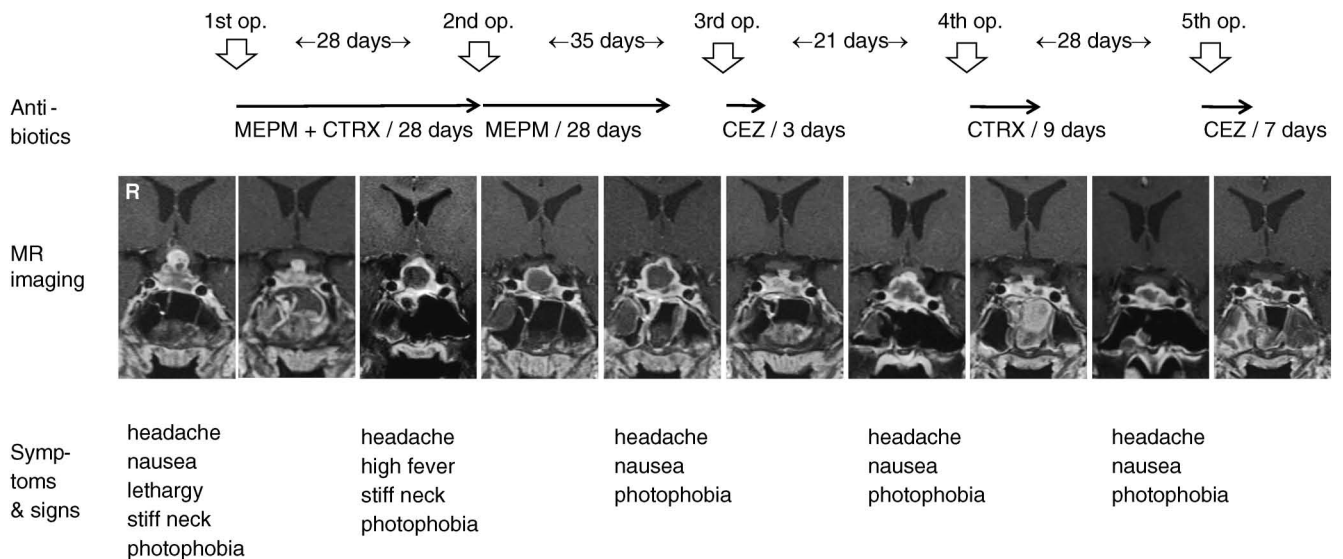 1st op. 2nd op. 3rd op. 4th op. 5th op.
←28 days→ ←35 days→ ←21 days→ ←28 days→
Anti -
biotics
MEPM + CTRX / 28 days MEPM / 28 days CEZ / 3 days CTRX / 9 days CEZ / 7 days
R
MR
imaging
Symp-
toms
& signs
headache
nausea
lethargy
stiff neck
photophobia
headache
high fever
stiff neck
photophobia
headache
nausea
photophobia
headache
nausea
photophobia
headache
nausea
photophobia